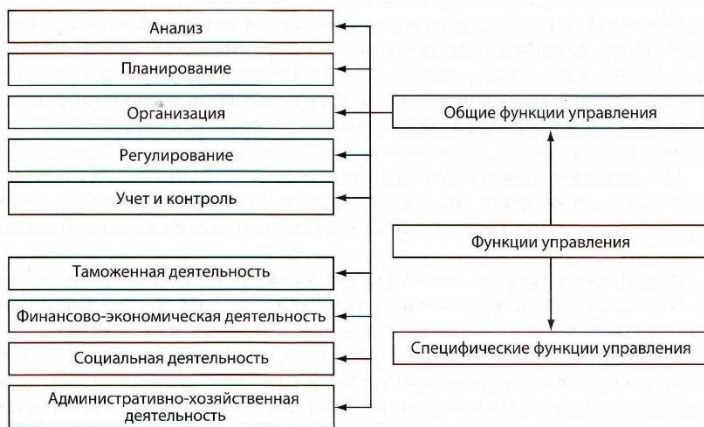 Анализ
Планирование
Организация
Регулирование
Учет и контроль
Таможенная деятельность
Финансово-экономическая деятельность
Социальная деятельность
Административно-хозяйственная
деятельность
Общие функции управления
Функции управления
Специфические функции управления